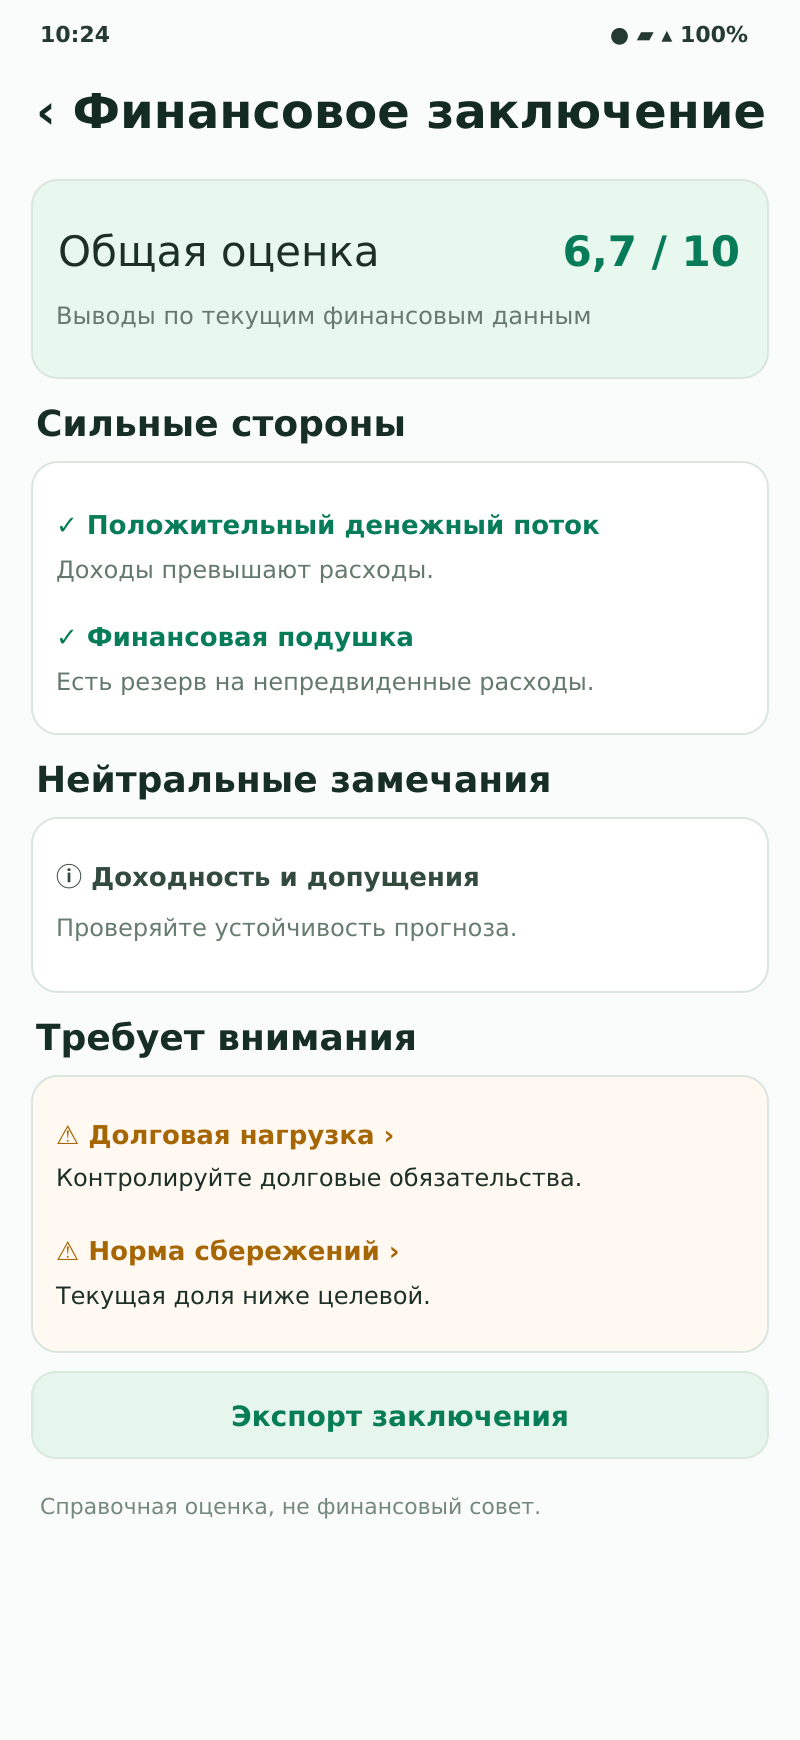 10:24 ● ▰ ▴ 100%
‹ Финансовое заключение
Общая оценка 6,7 / 10
Выводы по текущим финансовым данным
Сильные стороны
✓ Положительный денежный поток
Доходы превышают расходы.
✓ Финансовая подушка
Есть резерв на непредвиденные расходы.
Нейтральные замечания
ⓘ Доходность и допущения
Проверяйте устойчивость прогноза.
Требует внимания
⚠ Долговая нагрузка ›
Контролируйте долговые обязательства.
⚠ Норма сбережений ›
Текущая доля ниже целевой.
Экспорт заключения
Справочная оценка, не финансовый совет.